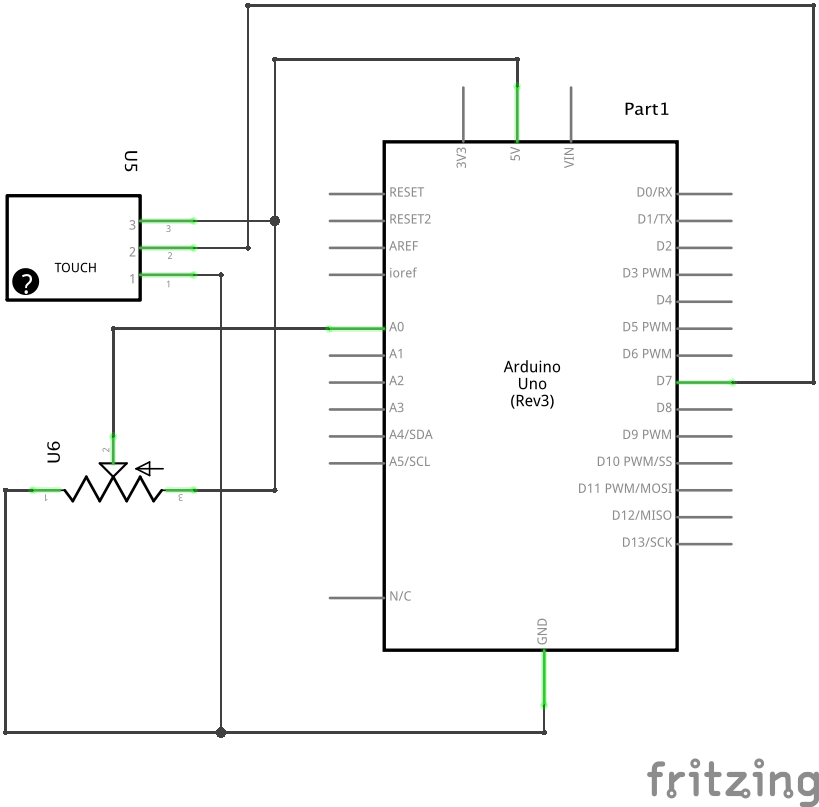 Part1
3V3
5V
VIN
U5
3
3
2
2
1
1
TOUCH
?
RESET
RESET2
AREF
ioref
A0
A1
A2
A3
A4/SDA
A5/SCL
N/C
Arduino
Uno
(Rev3)
D0/RX
D1/TX
D2
D3 PWM
D4
D5 PWM
D6 PWM
D7
D8
D9 PWM
D10 PWM/SS
D11 PWM/MOSI
D12/MISO
D13/SCK
GND
U6
2
1
3
fritzing